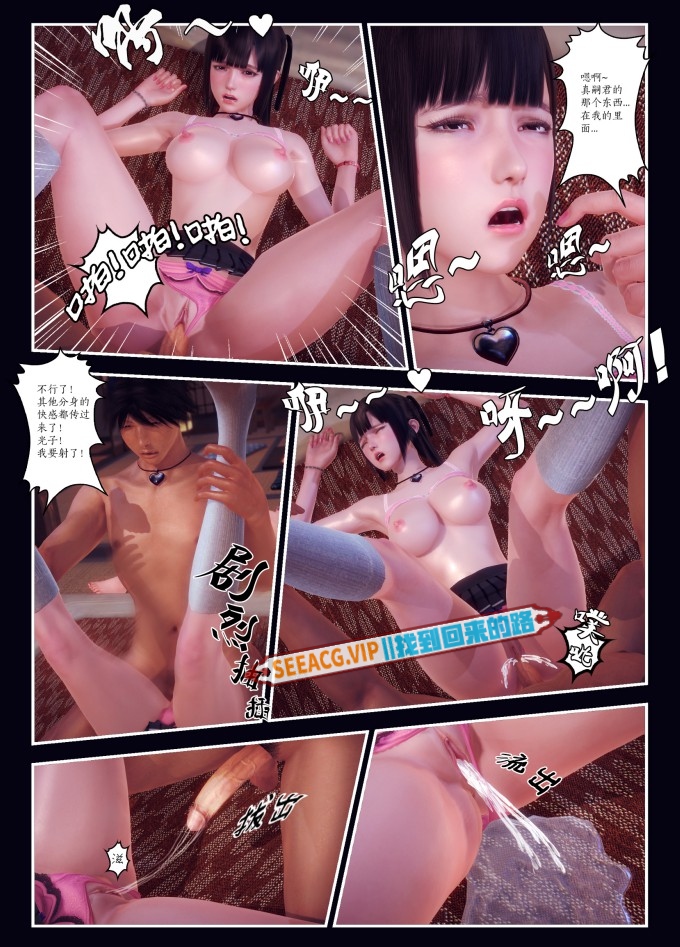 哆～♥
咿～～
啪！啪！啪！
嗯啊~
真嗣君的
那个东西...
在我的里
面...
嗯～
嗯～
不行了！
其他分身的
快感都传过
来了！
光子！
我要射了！
剧烈抽插
咿～～♥
呀～～啊！
噗呲
SEEACG.VIP||找到回来的路
滋
拔出
流出